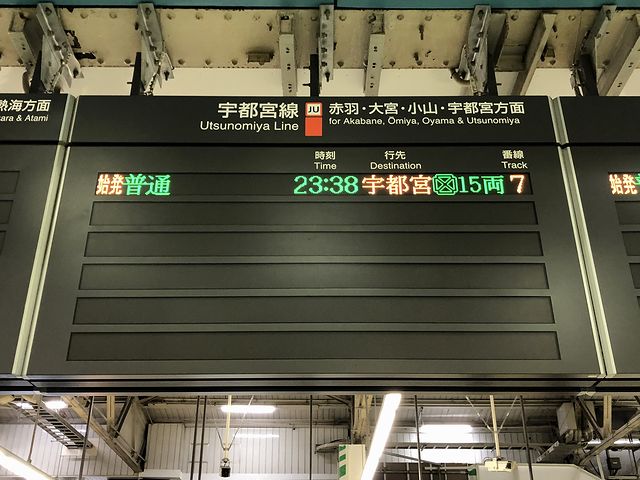 熱海方面
ara & Atami
宇都宮線 JU 赤羽・大宮・小山・宇都宮方面
Utsunomiya Line for Akabane, Ōmiya, Oyama & Utsunomiya
時刻 行先 番線
Time Destination Track
始発普通 23:38 宇都宮 15両 7
始発